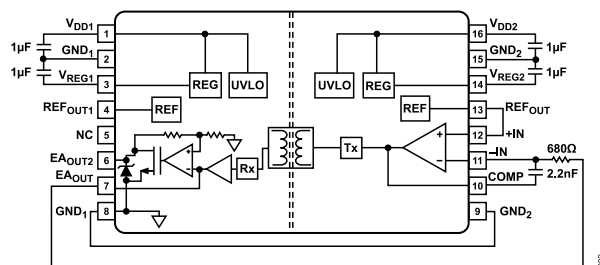 VDD1
1
1µF
GND1
2
1µF
VREG1
3
REG
UVLO
REFOUT1
4
REF
NC
5
EAOUT2
6
EAOUT
7
GND1
8
+
−
Rx
Tx
+
−
UVLO
REG
REF
16
VDD2
1µF
15
GND2
1µF
14
VREG2
13
REFOUT
12
+IN
11
−IN
680Ω
2.2nF
10
COMP
9
GND2